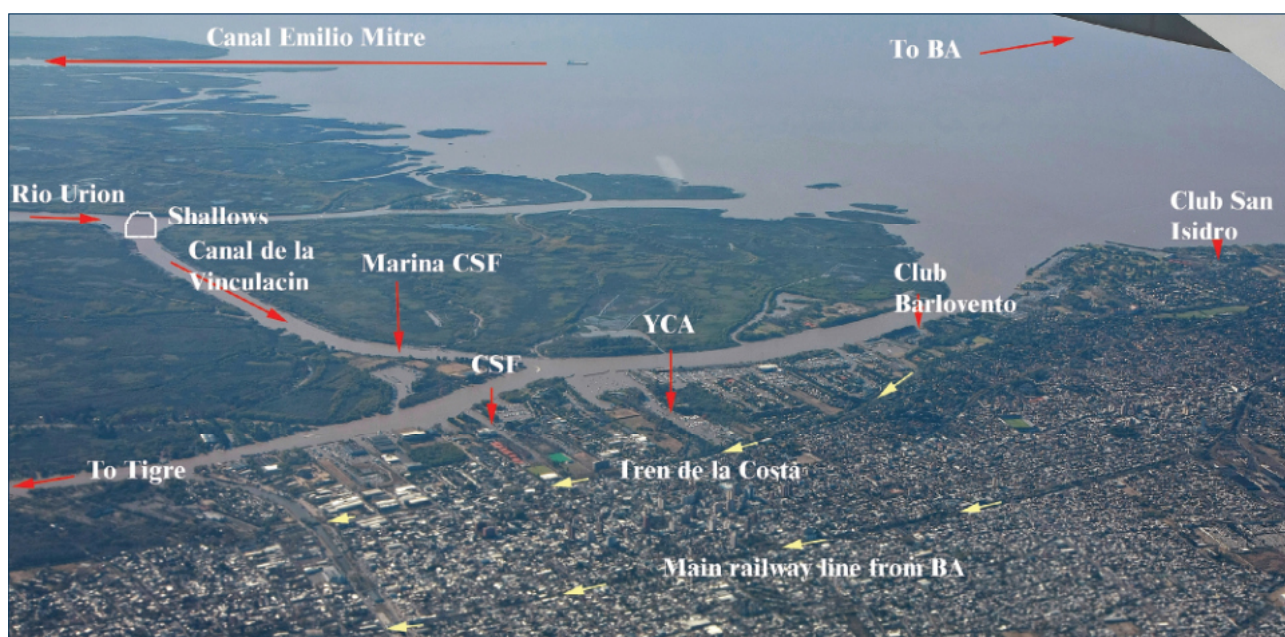 Canal Emilio Mitre
To BA
Rio Urion
Shallows
Club San
Isidro
Canal de la
Vinculacin
Marina CSF
Club
Barlovento
YCA
CSF
To Tigre
Tren de la Costa
Main railway line from BA